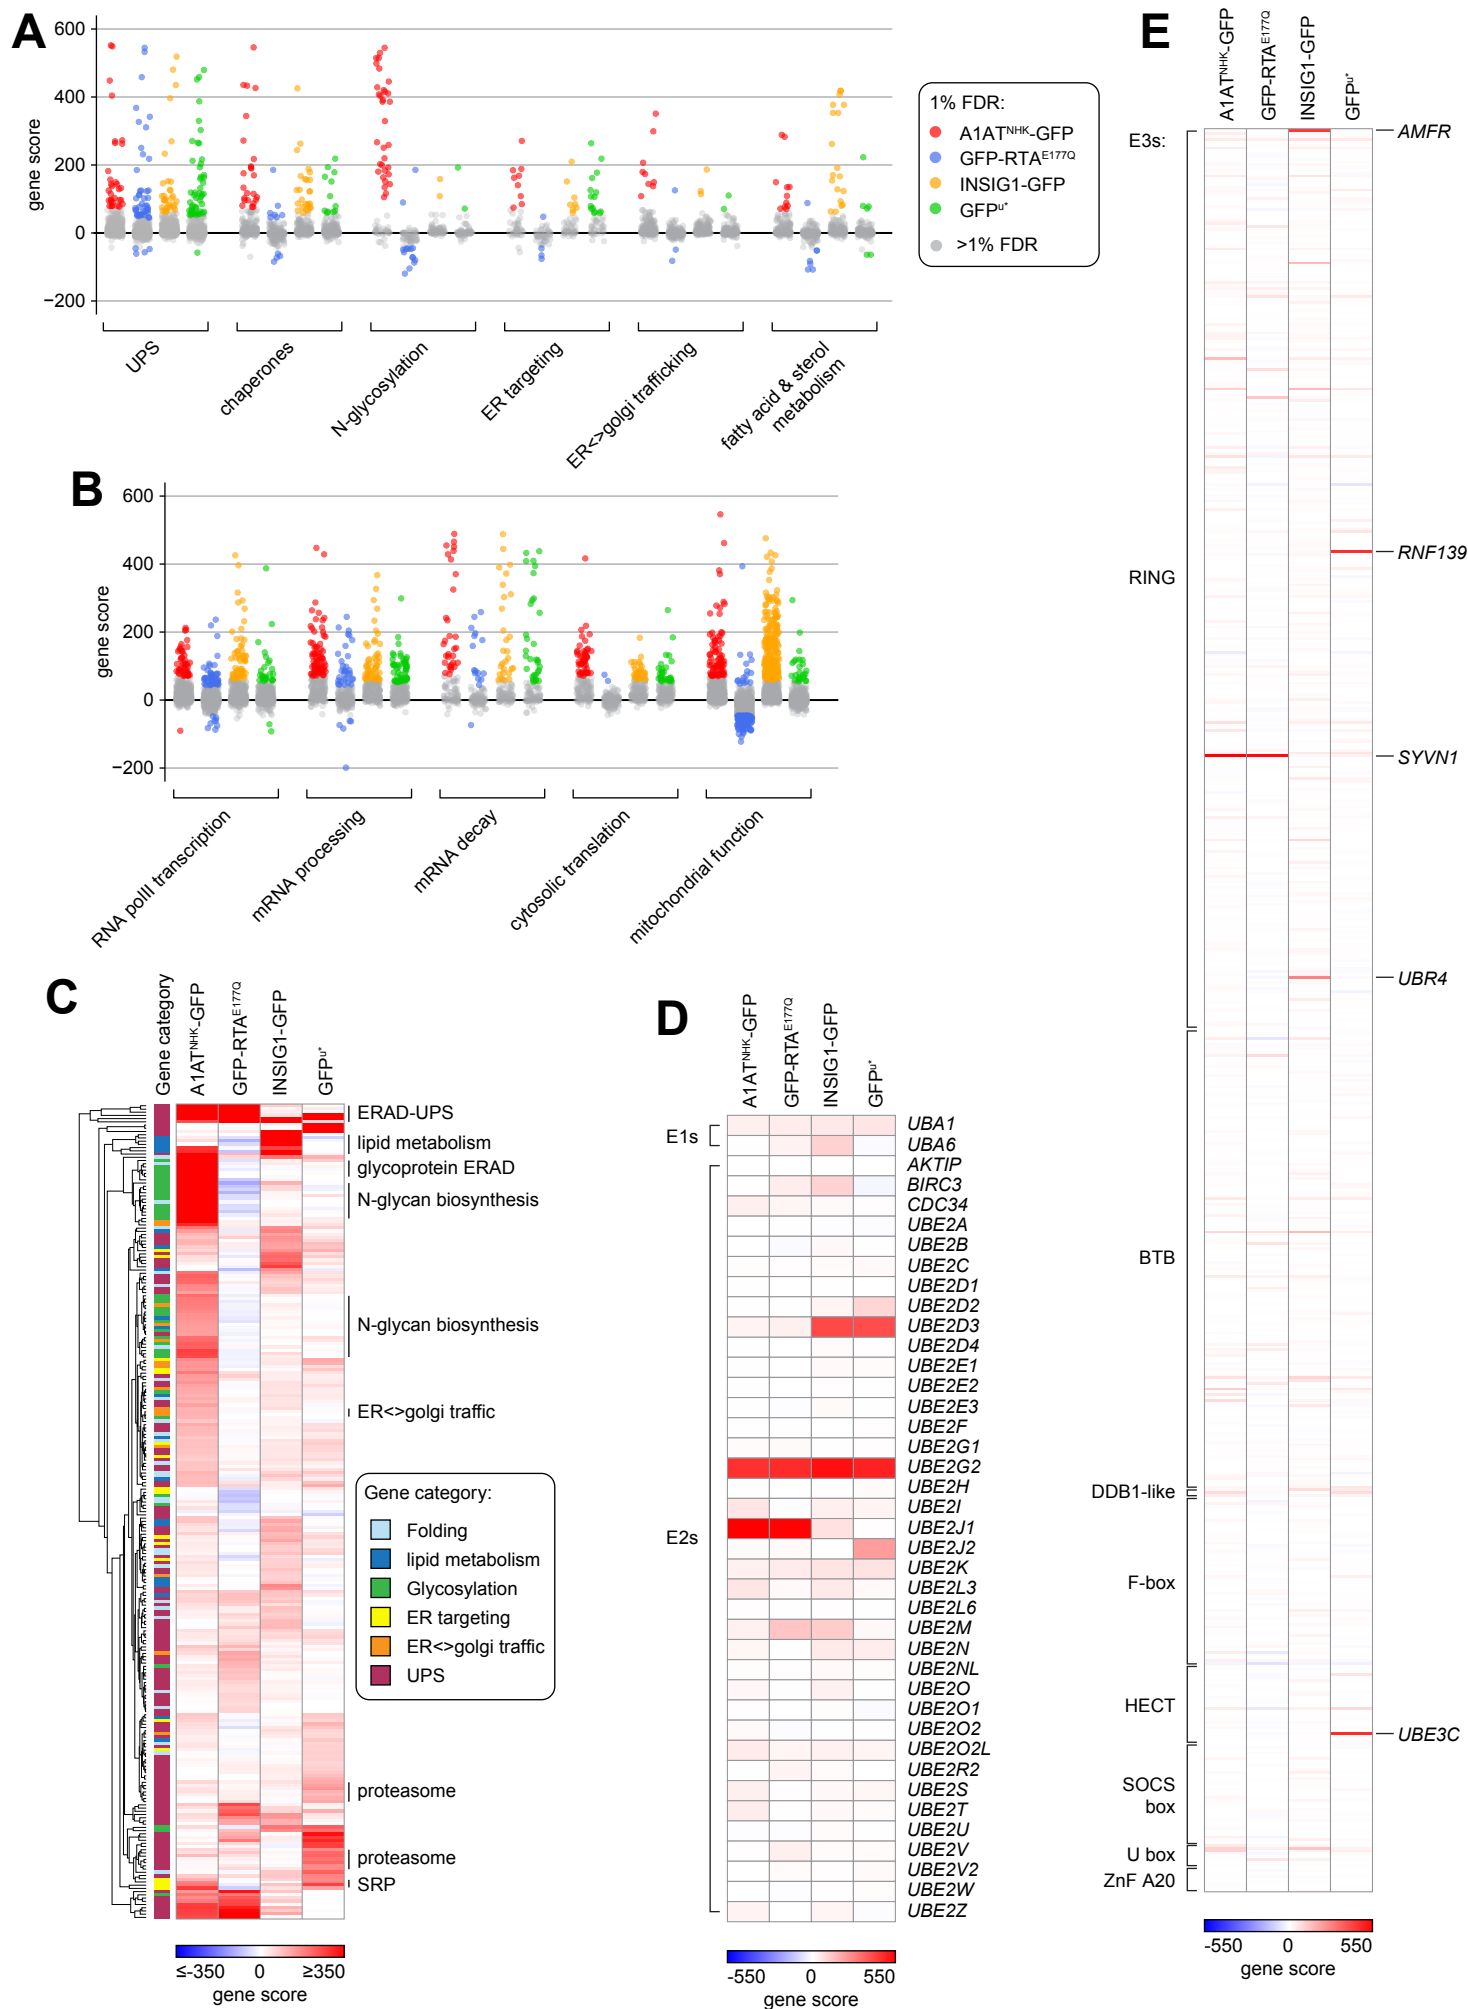 A
600
400
200
0
−200
gene score
UPS
chaperones
N-glycosylation
ER targeting
ER<>golgi trafficking
fatty acid & sterol
metabolism
1% FDR:
A1AT^NHK-GFP
GFP-RTA^E177Q
INSIG1-GFP
GFP^u*
>1% FDR
B
600
400
200
0
−200
gene score
RNA polII transcription
mRNA processing
mRNA decay
cytosolic translation
mitochondrial function
C
Gene category
A1AT^NHK-GFP
GFP-RTA^E177Q
INSIG1-GFP
GFP^u*
ERAD-UPS
lipid metabolism
glycoprotein ERAD
N-glycan biosynthesis
N-glycan biosynthesis
ER<>golgi traffic
Gene category:
Folding
lipid metabolism
Glycosylation
ER targeting
ER<>golgi traffic
UPS
proteasome
proteasome
SRP
≤-350 0 ≥350
gene score
D
A1AT^NHK-GFP
GFP-RTA^E177Q
INSIG1-GFP
GFP^u*
E1s
E2s
UBA1
UBA6
AKTIP
BIRC3
CDC34
UBE2A
UBE2B
UBE2C
UBE2D1
UBE2D2
UBE2D3
UBE2D4
UBE2E1
UBE2E2
UBE2E3
UBE2F
UBE2G1
UBE2G2
UBE2H
UBE2I
UBE2J1
UBE2J2
UBE2K
UBE2L3
UBE2L6
UBE2M
UBE2N
UBE2NL
UBE2O
UBE2O1
UBE2O2
UBE2O2L
UBE2R2
UBE2S
UBE2T
UBE2U
UBE2V
UBE2V2
UBE2W
UBE2Z
-550 0 550
gene score
E
A1AT^NHK-GFP
GFP-RTA^E177Q
INSIG1-GFP
GFP^u*
E3s:
RING
BTB
DDB1-like
F-box
HECT
SOCS
box
U box
ZnF A20
AMFR
RNF139
SYVN1
UBR4
UBE3C
-550 0 550
gene score